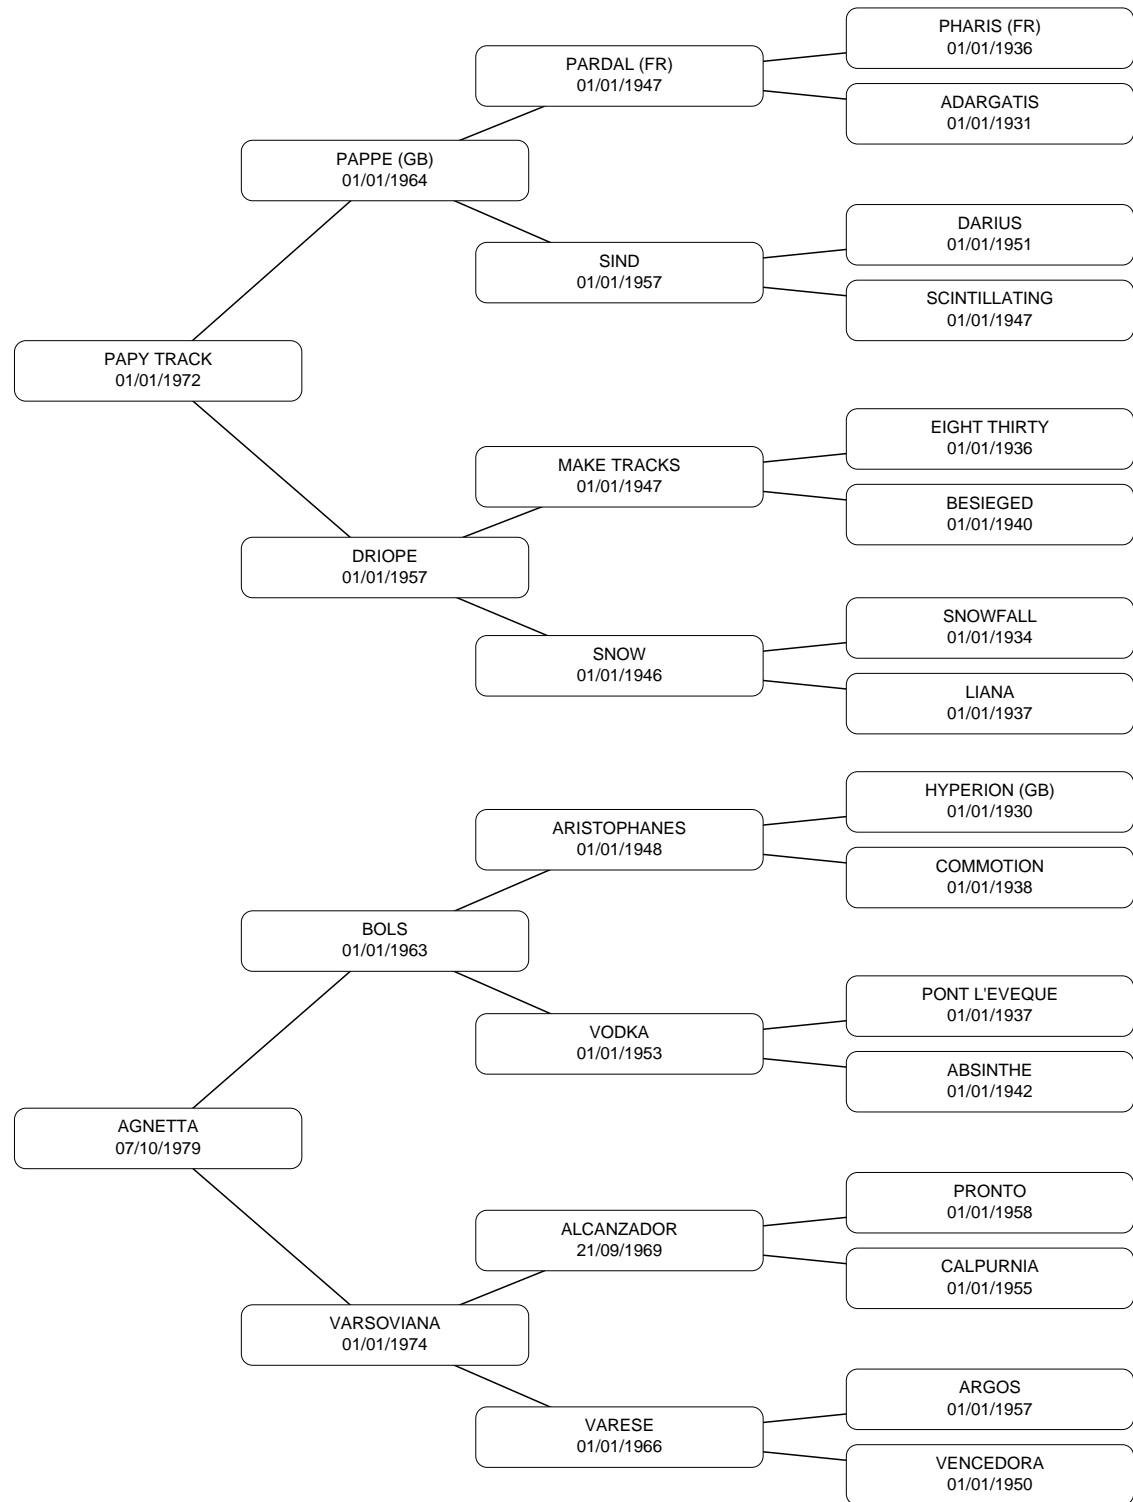 PHARIS (FR)
01/01/1936
PARDAL (FR)
01/01/1947
ADARGATIS
01/01/1931
PAPPE (GB)
01/01/1964
DARIUS
01/01/1951
SIND
01/01/1957
SCINTILLATING
01/01/1947
PAPY TRACK
01/01/1972
EIGHT THIRTY
01/01/1936
MAKE TRACKS
01/01/1947
BESIEGED
01/01/1940
DRIOPE
01/01/1957
SNOWFALL
01/01/1934
SNOW
01/01/1946
LIANA
01/01/1937
HYPERION (GB)
01/01/1930
ARISTOPHANES
01/01/1948
COMMOTION
01/01/1938
BOLS
01/01/1963
PONT L'EVEQUE
01/01/1937
VODKA
01/01/1953
ABSINTHE
01/01/1942
AGNETTA
07/10/1979
PRONTO
01/01/1958
ALCANZADOR
21/09/1969
CALPURNIA
01/01/1955
VARSOVIANA
01/01/1974
ARGOS
01/01/1957
VARESE
01/01/1966
VENCEDORA
01/01/1950